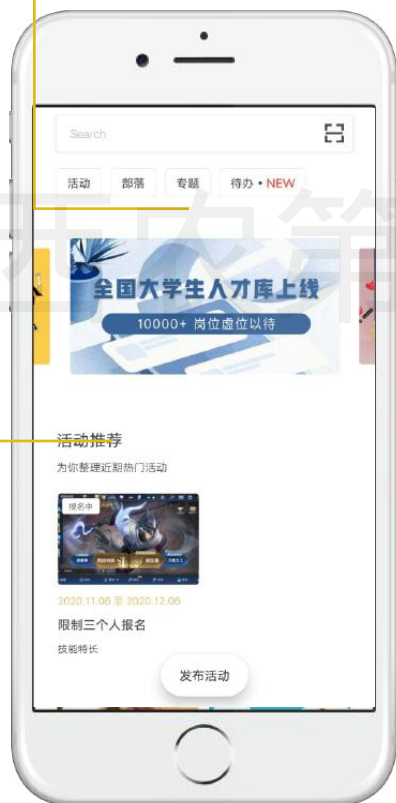 Search
活动 部落 专题 待办 • NEW
全国大学生人才库上线
10000+ 岗位虚位以待
活动推荐
为你整理近期热门活动
报名中
2020.11.06 至 2020.12.06
限制三个人报名
技能特长
发布活动